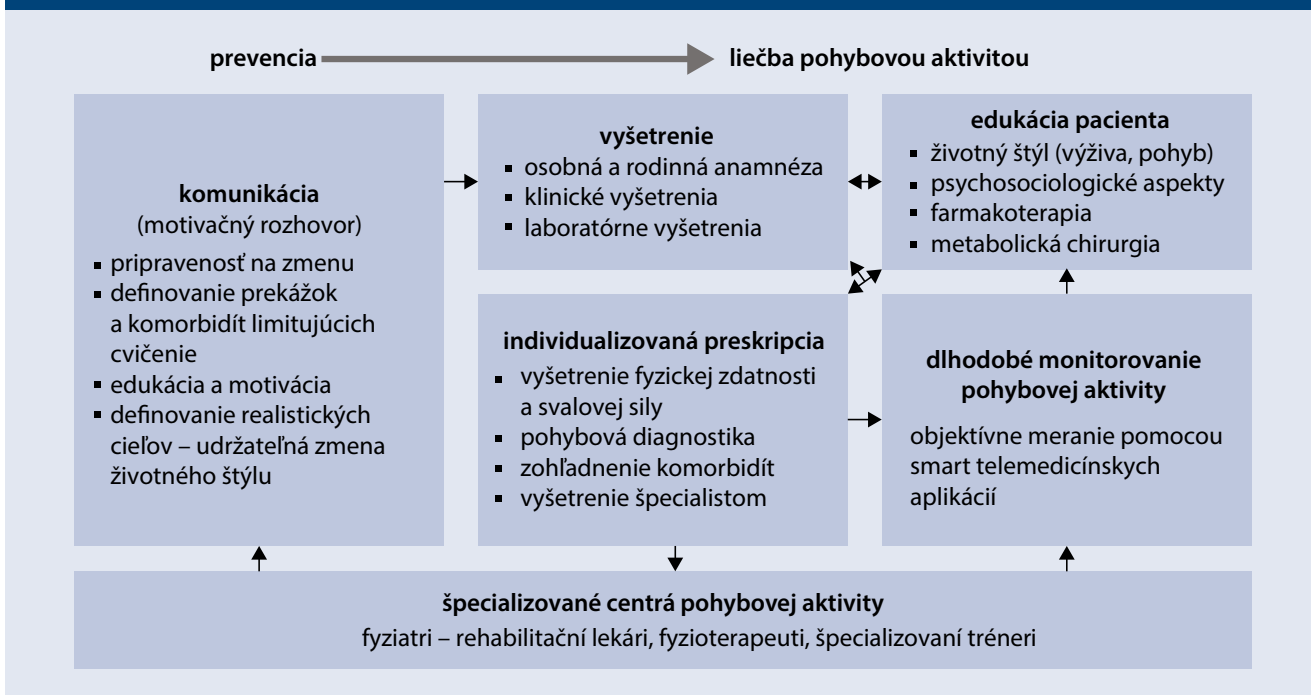 prevencia
liečba pohybovou aktivitou
komunikácia
(motivačný rozhovor)
▪ pripravenosť na zmenu
▪ definovanie prekážok
a komorbidít limitujúcich
cvičenie
▪ edukácia a motivácia
▪ definovanie realistických
cieľov – udržateľná zmena
životného štýlu
vyšetrenie
▪ osobná a rodinná anamnéza
▪ klinické vyšetrenia
▪ laboratórne vyšetrenia
edukácia pacienta
▪ životný štýl (výživa, pohyb)
▪ psychosociologické aspekty
▪ farmakoterapia
▪ metabolická chirurgia
individualizovaná preskripcia
▪ vyšetrenie fyzickej zdatnosti
a svalovej sily
▪ pohybová diagnostika
▪ zohľadnenie komorbidít
▪ vyšetrenie špecialistom
dlhodobé monitorovanie
pohybovej aktivity
objektívne meranie pomocou
smart telemedicínskych
aplikácií
špecializované centrá pohybovej aktivity
fyziatri – rehabilitační lekári, fyzioterapeuti, špecializovaní tréneri